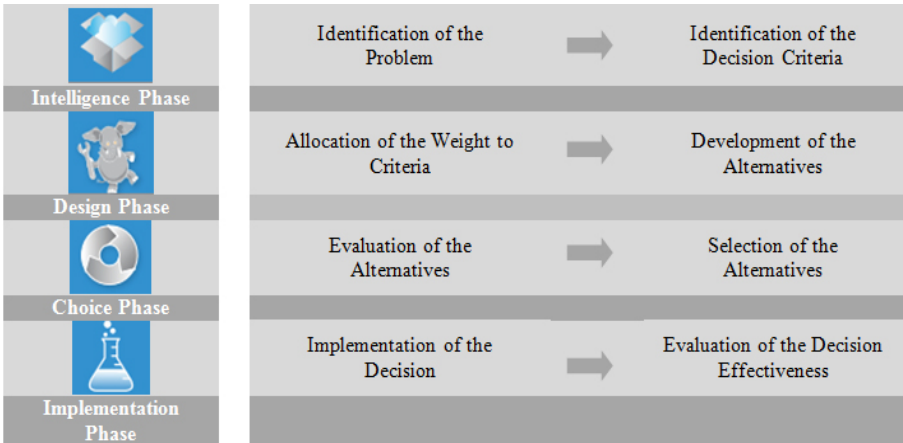 Identification of the
Problem
Identification of the
Decision Criteria
Intelligence Phase
Allocation of the Weight to
Criteria
Development of the
Alternatives
Design Phase
Evaluation of the
Alternatives
Selection of the
Alternatives
Choice Phase
Implementation of the
Decision
Evaluation of the Decision
Effectiveness
Implementation
Phase